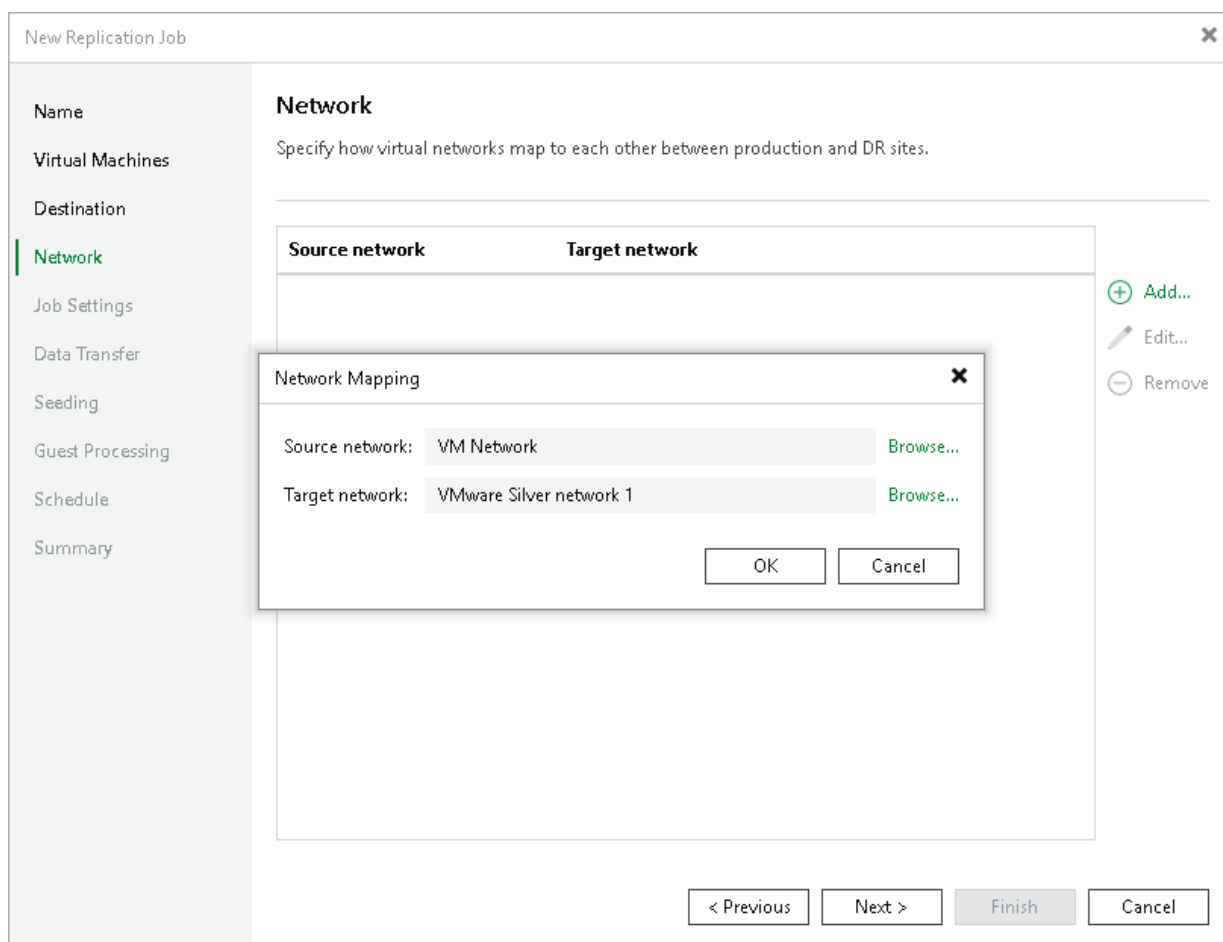 New Replication Job
Name
Virtual Machines
Destination
Network
Job Settings
Data Transfer
Seeding
Guest Processing
Schedule
Summary
Network
Specify how virtual networks map to each other between production and DR sites.
Source network Target network
Add...
Edit...
Remove
Network Mapping
Source network: VM Network Browse...
Target network: VMware Silver network 1 Browse...
OK Cancel
< Previous Next > Finish Cancel